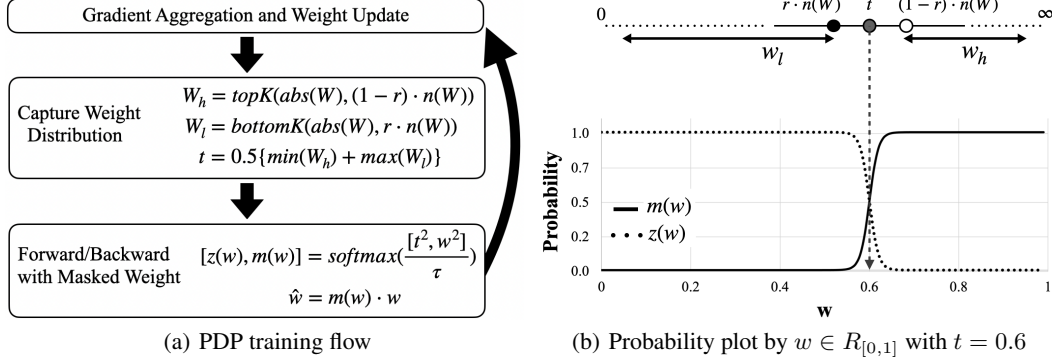 Gradient Aggregation and Weight Update
Capture Weight
Distribution
W_h = topK(abs(W), (1 − r) · n(W))
W_l = bottomK(abs(W), r · n(W))
t = 0.5{min(W_h) + max(W_l)}
Forward/Backward
with Masked Weight
[z(w), m(w)] = softmax([t², w²]/τ)
ŵ = m(w) · w
(a) PDP training flow
0 r · n(W) t (1 − r) · n(W) ∞
w_l w_h
Probability
1.0
0.7
0.5
0.2
0.0
m(w)
z(w)
0 0.2 0.4 0.6 0.8 1
w
(b) Probability plot by w ∈ R_[0,1] with t = 0.6